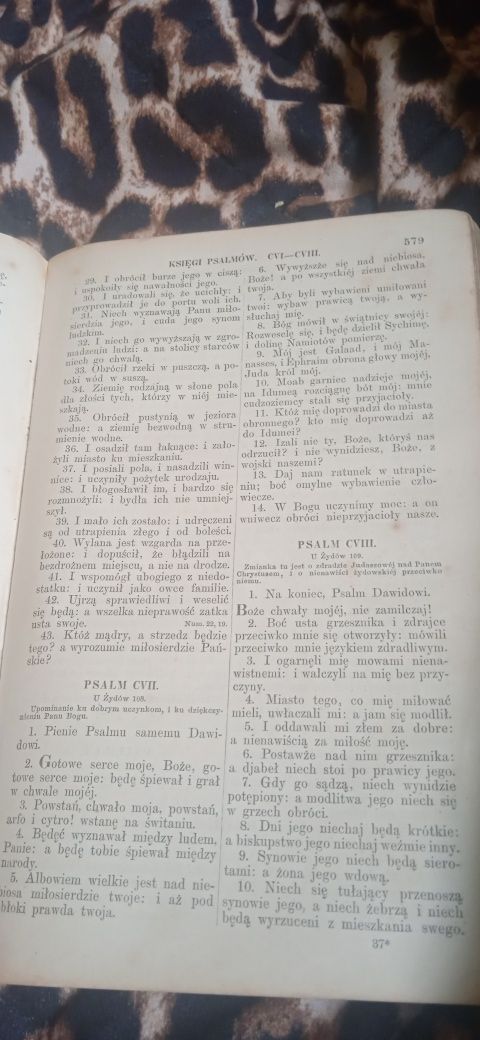 579
KSIĘGI PSALMÓW. CVI—CVIII.
29. I obrócił burze jego w ciszą:
i uspokoiły się nawałności jego.
30. I uradowali się, że ucichły: i
przyprowadził je do portu woli ich.
31. Niech wyznawają Panu miło-
sierdzia jego, i cuda jego synom
ludzkim.
32. I niech go wywyższają w zgro-
madzeniu ludzi: a na stolicy starców
niech go chwalą.
33. Obrócił rzeki w puszczą, a po-
toki wód w suszą.
34. Ziemię rodzajną w słone pola,
dla złości tych, którzy w niéj mie-
szkają.
35. Obrócił pustynią w jeziora
wodne: a ziemię bezwodną w stru-
mienie wodne.
36. I osadził tam łaknące: i zało-
żyli miasto ku mieszkaniu.
37. I posiali pola, i nasadzili win-
nice: i uczyniły pożytek urodzaju.
38. I błogosławił im, i bardzo się
rozmnożyli: i bydła ich nie umniej-
szył.
39. I mało ich zostało: i udręczeni
są od utrapienia złego i od boleści.
40. Wylana jest wzgarda na prze-
łożone: i dopuścił, że błądzili na
bezdrożnem miejscu, a nie na drodze.
41. I wspomógł ubogiego z niedo-
statku: i uczynił jako owce familie.
42. Ujrzą sprawiedliwi i weselić
się będą: a wszelka nieprawość zatka
usta swoje. Num. 22, 19.
43. Któż mądry, a strzedz będzie
tego? a wyrozumie miłosierdzie Pań-
skie?
PSALM CVII.
U Żydów 108.
Upominanie ku dobrym uczynkom, i ku dziękczy-
nieniu Panu Bogu.
1. Pienie Psalmu samemu Dawi-
dowi.
2. Gotowe serce moje, Boże, go-
towe serce moje: będę śpiewał i grał
w chwale mojéj.
3. Powstań, chwało moja, powstań,
arfo i cytro! wstanę na świtaniu.
4. Będęć wyznawał między ludem,
Panie: a będę tobie śpiewał między
narody.
5. Albowiem wielkie jest nad nie-
biosa miłosierdzie twoje: i aż pod
obłoki prawda twoja.
6. Wywyższże się nad niebiosa,
Boże! a po wszystkiéj ziemi chwała
twoja.
7. Aby byli wybawieni umiłowani
twoi: wybaw prawicą twoją, a wy-
słuchaj mię.
8. Bóg mówił w świątnicy swojéj:
Rozweselę się, i będę dzielił Sychimę,
i dolinę Namiotów pomierzę.
9. Mój jest Galaad, i mój Ma-
nasses, i Ephraim obrona głowy mojéj,
Juda król mój.
10. Moab garniec nadzieje mojéj,
na Idumeą rozciągnę bót mój: mnie
cudzoziemcy stali się przyjacioły.
11. Któż mię doprowadzi do miasta
obronnego? kto mię doprowadzi aż
do Idumei?
12. Izali nie ty, Boże, któryś nas
odrzucił? i nie wynidziesz, Boże, z
wojski naszemi?
13. Daj nam ratunek w utrapie-
niu; boć omylne wybawienie czło-
wiecze.
14. W Bogu uczynimy moc: a on
wniwecz obróci nieprzyjacioły nasze.
PSALM CVIII.
U Żydów 109.
Zmianka tu jest o zdradzie Judaszowéj nad Panem
Chrystusem, i o nienawiści żydowskiéj przeciwko
niemu.
1. Na koniec, Psalm Dawidowi.
Boże chwały mojéj, nie zamilczaj!
2. Boć usta grzesznika i zdrajce
przeciwko mnie się otworzyły: mówili
przeciwko mnie językiem zdradliwym.
3. I ogarnęli mię mowami niena-
wistnemi: i walczyli na mię bez przy-
czyny.
4. Miasto tego, co mię miłować
mieli, uwłaczali mi: a jam się modlił.
5. I oddawali mi złem za dobre:
a nienawiścią za miłość moję.
6. Postawże nad nim grzesznika:
a djabeł niech stoi po prawicy jego.
7. Gdy go sądzą, niech wynidzie
potępiony: a modlitwa jego niech się
w grzech obróci.
8. Dni jego niechaj będą krótkie:
a biskupstwo jego niechaj weźmie inny.
9. Synowie jego niech będą siero-
tami: a żona jego wdową.
10. Niech się tułający przenoszą
synowie jego, a niech żebrzą i niech
będą wyrzuceni z mieszkania swego.
37*